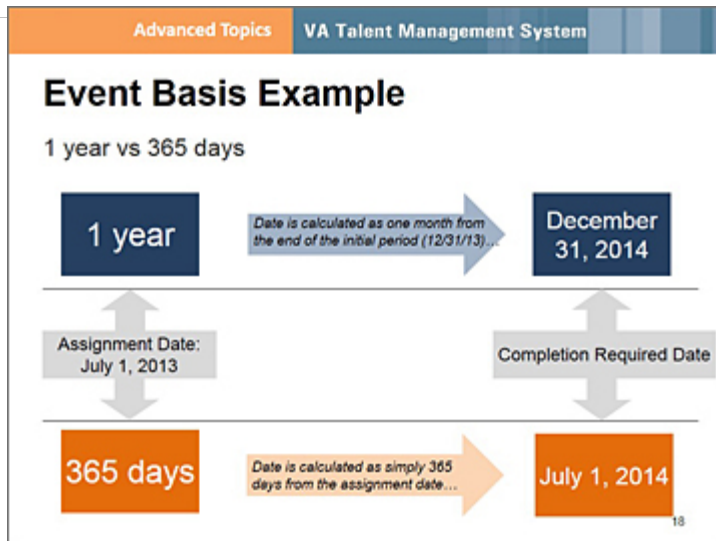 Advanced Topics
VA Talent Management System
Event Basis Example
1 year vs 365 days
1 year
Date is calculated as one month from
the end of the initial period (12/31/13)...
December
31, 2014
Assignment Date:
July 1, 2013
Completion Required Date
365 days
Date is calculated as simply 365
days from the assignment date...
July 1, 2014
18